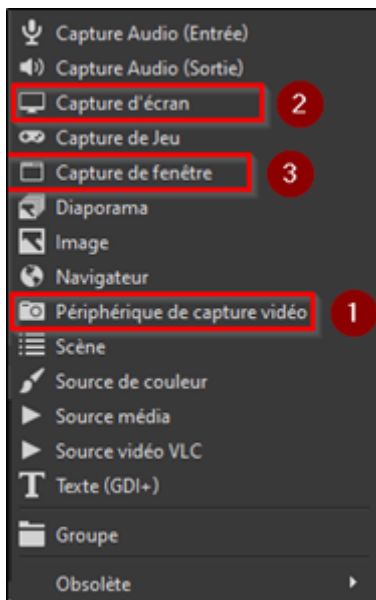 Capture Audio (Entrée)
Capture Audio (Sortie)
Capture d'écran 2
Capture de Jeu
Capture de fenêtre 3
Diaporama
Image
Navigateur
Périphérique de capture vidéo 1
Scène
Source de couleur
Source média
Source vidéo VLC
Texte (GDI+)
Groupe
Obsolète